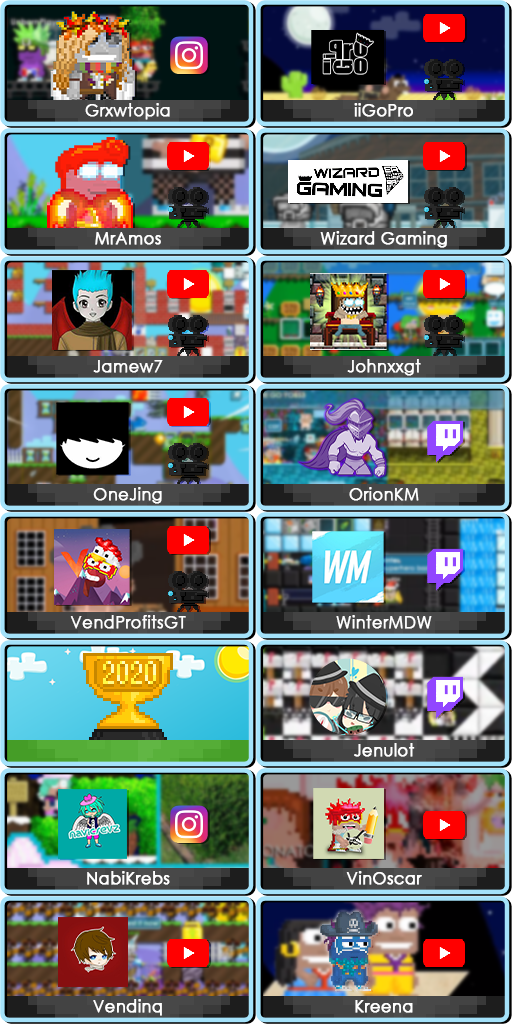 Grxwtopia
iiGoPro
MrAmos
WIZARD
GAMING
Wizard Gaming
Jamew7
Johnxxgt
OneJing
OrionKM
VendProfitsGT
WM
WinterMDW
2020
Jenulot
NabiKrebs
VinOscar
Vendinq
Kreena